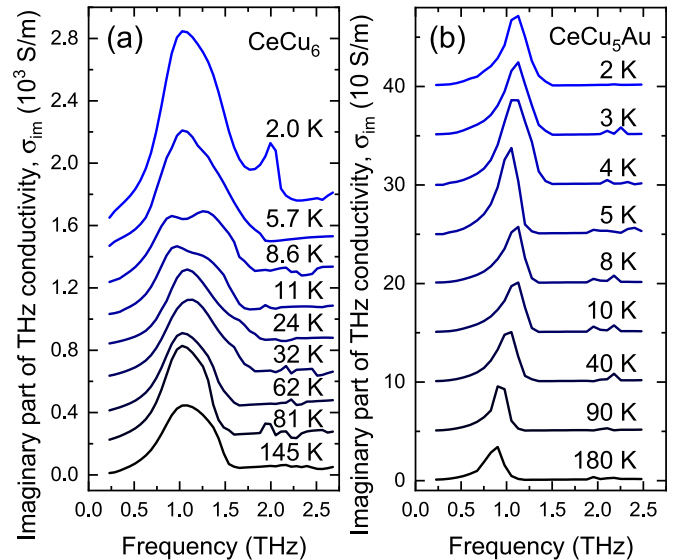 (a) CeCu₆
Imaginary part of THz conductivity, σ_im (10³ S/m)
2.8
2.4
2.0
1.6
1.2
0.8
0.4
0.0
2.0 K
5.7 K
8.6 K
11 K
24 K
32 K
62 K
81 K
145 K
0.0 0.5 1.0 1.5 2.0 2.5
Frequency (THz)
(b) CeCu₅Au
Imaginary part of THz conductivity, σ_im (10 S/m)
40
30
20
10
0
2 K
3 K
4 K
5 K
8 K
10 K
40 K
90 K
180 K
0.0 0.5 1.0 1.5 2.0 2.5
Frequency (THz)